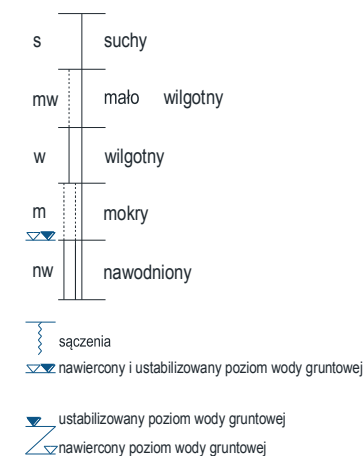 s suchy
mw mało wilgotny
w wilgotny
m mokry
nw nawodniony
sączenia
nawiercony i ustabilizowany poziom wody gruntowej
ustabilizowany poziom wody gruntowej
nawiercony poziom wody gruntowej